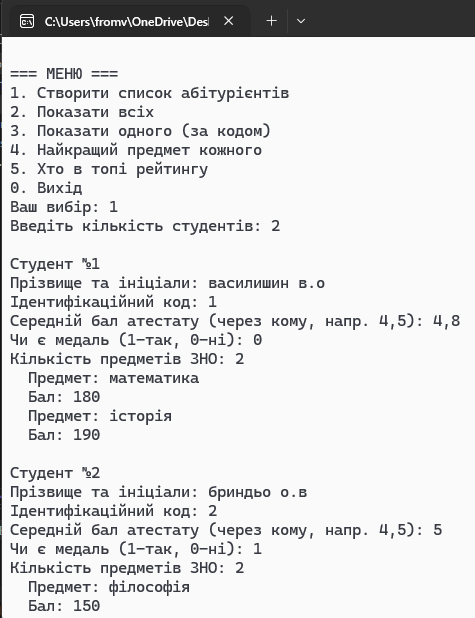 C:\Users\fromv\OneDrive\Des
=== МЕНЮ ===
1. Створити список абітурієнтів
2. Показати всіх
3. Показати одного (за кодом)
4. Найкращий предмет кожного
5. Хто в топі рейтингу
0. Вихід
Ваш вибір: 1
Введіть кількість студентів: 2
Студент №1
Прізвище та ініціали: василишин в.о
Ідентифікаційний код: 1
Середній бал атестату (через кому, напр. 4,5): 4,8
Чи є медаль (1-так, 0-ні): 0
Кількість предметів ЗНО: 2
Предмет: математика
Бал: 180
Предмет: історія
Бал: 190
Студент №2
Прізвище та ініціали: бриндьо о.в
Ідентифікаційний код: 2
Середній бал атестату (через кому, напр. 4,5): 5
Чи є медаль (1-так, 0-ні): 1
Кількість предметів ЗНО: 2
Предмет: філософія
Бал: 150